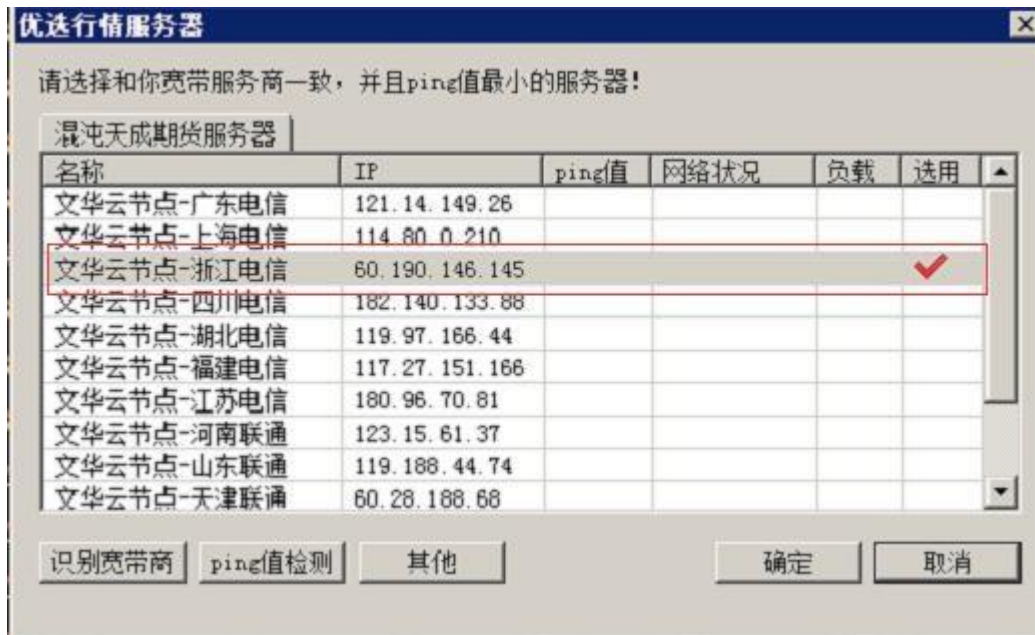 优选行情服务器
请选择和你宽带服务商一致，并且ping值最小的服务器！
混沌天成期货服务器
名称 IP ping值 网络状况 负载 选用
文华云节点-广东电信 121.14.149.26
文华云节点-上海电信 114.80.0.210
文华云节点-浙江电信 60.190.146.145
文华云节点-四川电信 182.140.133.88
文华云节点-湖北电信 119.97.166.44
文华云节点-福建电信 117.27.151.166
文华云节点-江苏电信 180.96.70.81
文华云节点-河南联通 123.15.61.37
文华云节点-山东联通 119.188.44.74
文华云节点-天津联通 60.28.188.68
识别宽带商 ping值检测 其他 确定 取消